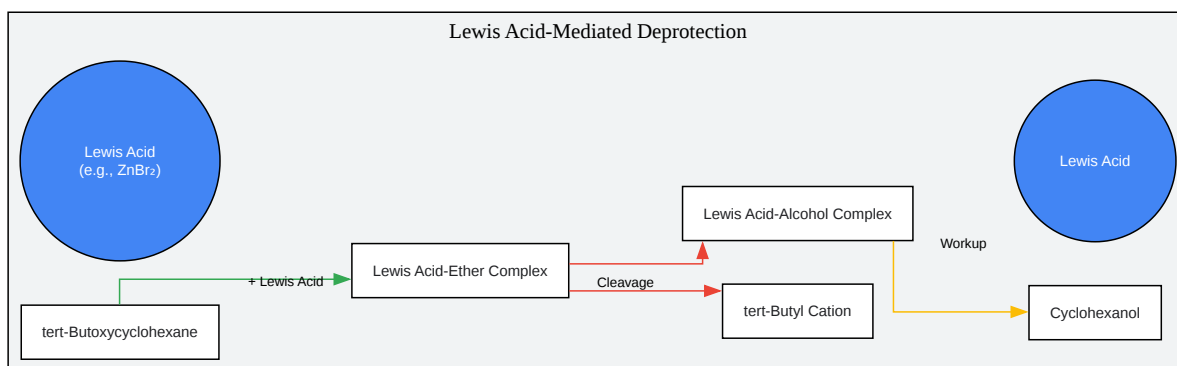 Lewis Acid-Mediated Deprotection
Lewis Acid
(e.g., ZnBr₂)
Lewis Acid
Lewis Acid-Alcohol Complex
Workup
Lewis Acid-Ether Complex
+ Lewis Acid
Cleavage
tert-Butyl Cation
Cyclohexanol
tert-Butoxycyclohexane